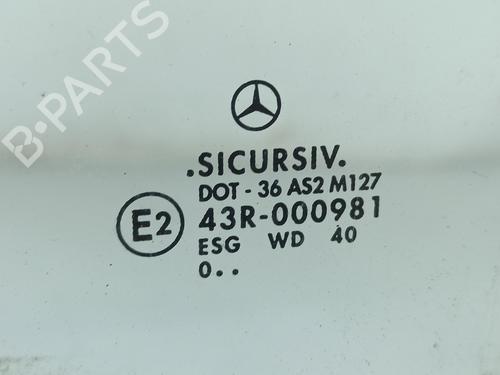 B-PARTS
.SICURSIV.
DOT - 36 AS2 M127
E2 43R-000981
ESG WD 40
0..